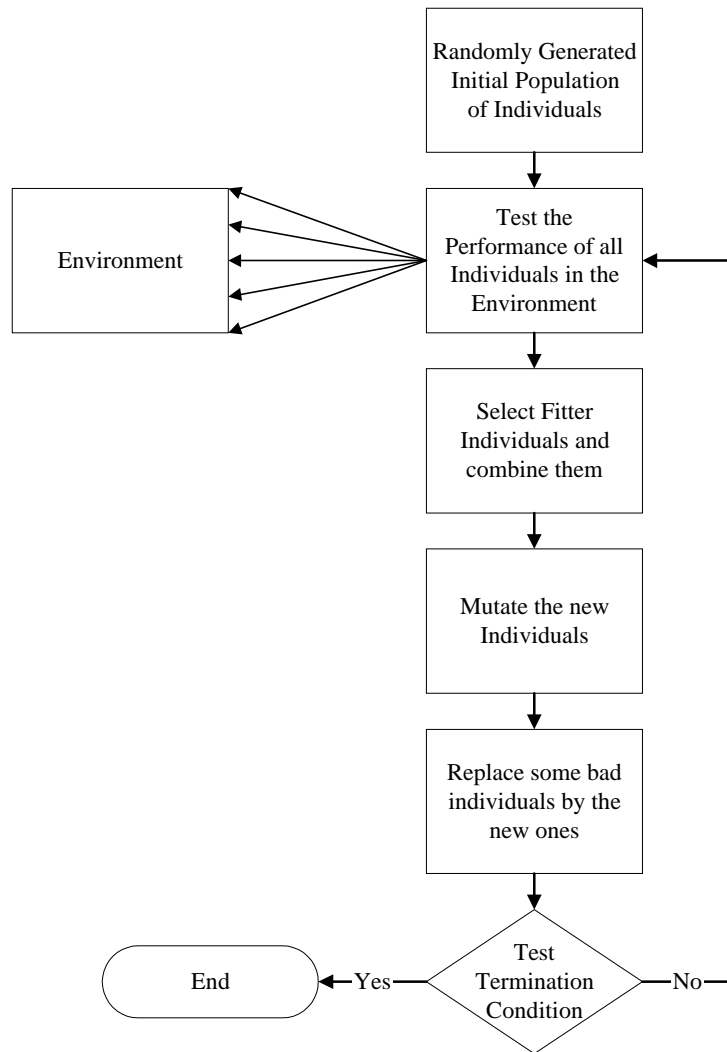 Randomly Generated
Initial Population
of Individuals
Environment
Test the
Performance of all
Individuals in the
Environment
Select Fitter
Individuals and
combine them
Mutate the new
Individuals
Replace some bad
individuals by the
new ones
Test
Termination
Condition
End
Yes
No